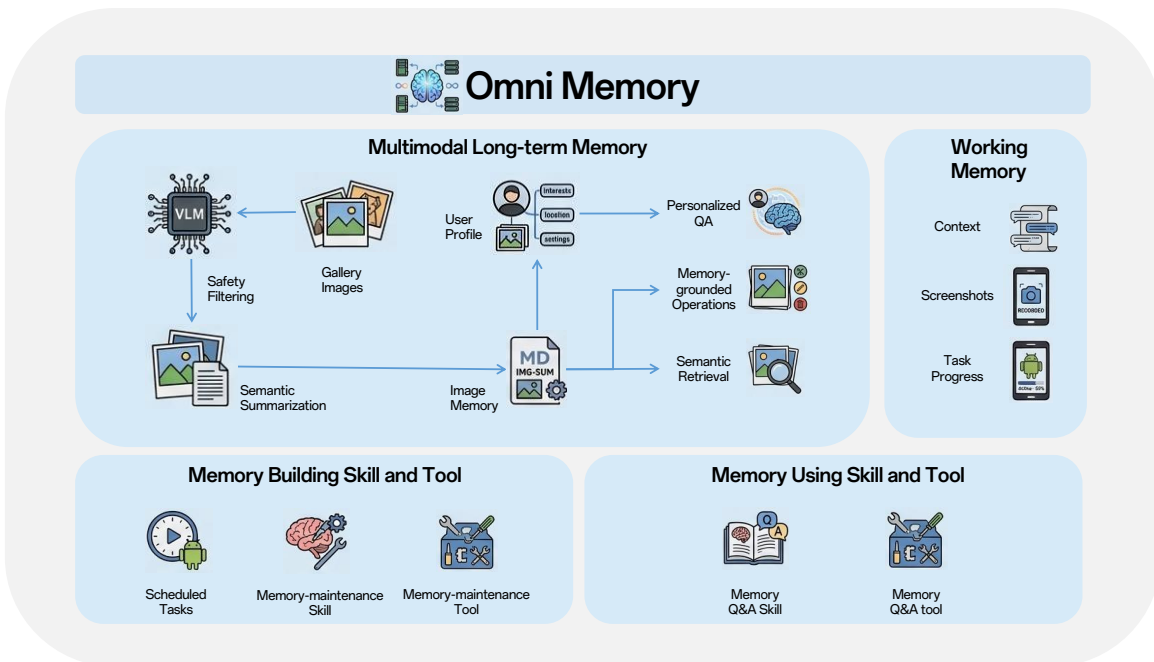 Omni Memory
Multimodal Long-term Memory
VLM
Gallery
Images
Safety
Filtering
Semantic
Summarization
User
Profile
interests
location
settings
MD
IMG-SUM
Image
Memory
Personalized
QA
Memory-
grounded
Operations
Semantic
Retrieval
Working
Memory
Context
Screenshots
RECORDED
Task
Progress
Memory Building Skill and Tool
Scheduled
Tasks
Memory-maintenance
Skill
Memory-maintenance
Tool
Memory Using Skill and Tool
Q
A
Memory
Q&A Skill
Memory
Q&A tool